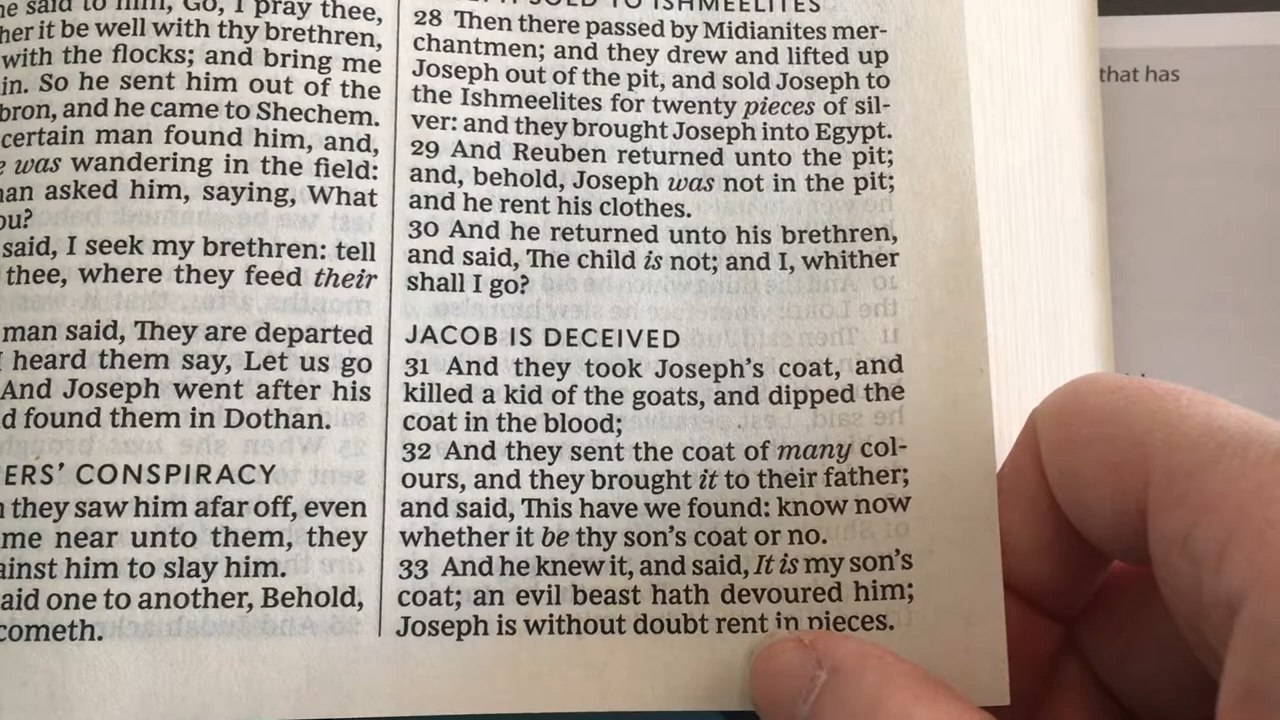 he said to him, Go, I pray thee,
her it be well with thy brethren,
with the flocks; and bring me
in. So he sent him out of the
bron, and he came to Shechem.
certain man found him, and,
e was wandering in the field:
an asked him, saying, What
ou?
said, I seek my brethren: tell
thee, where they feed their
man said, They are departed
I heard them say, Let us go
And Joseph went after his
d found them in Dothan.
ERS’ CONSPIRACY
n they saw him afar off, even
me near unto them, they
ainst him to slay him.
aid one to another, Behold,
cometh.
SOLD TO ISHMEELITES
28 Then there passed by Midianites mer-
chantmen; and they drew and lifted up
Joseph out of the pit, and sold Joseph to
the Ishmeelites for twenty pieces of sil-
ver: and they brought Joseph into Egypt.
29 And Reuben returned unto the pit;
and, behold, Joseph was not in the pit;
and he rent his clothes.
30 And he returned unto his brethren,
and said, The child is not; and I, whither
shall I go?
JACOB IS DECEIVED
31 And they took Joseph’s coat, and
killed a kid of the goats, and dipped the
coat in the blood;
32 And they sent the coat of many col-
ours, and they brought it to their father;
and said, This have we found: know now
whether it be thy son’s coat or no.
33 And he knew it, and said, It is my son’s
coat; an evil beast hath devoured him;
Joseph is without doubt rent in pieces.
that has